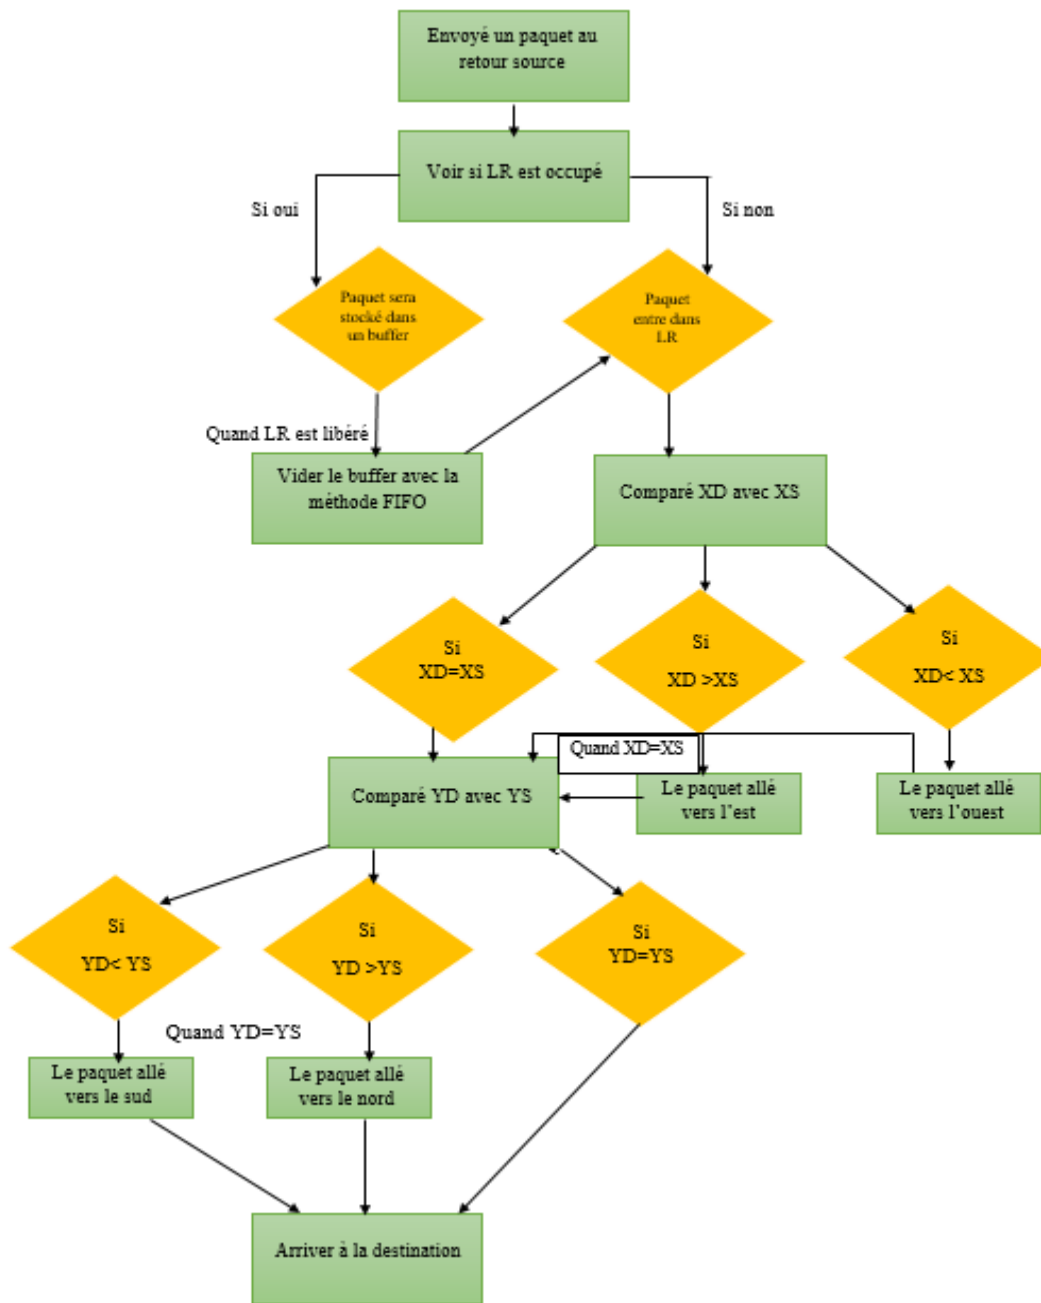 Envoyé un paquet au
retour source
Voir si LR est occupé
Si oui
Si non
Paquet sera
stocké dans
un buffer
Paquet
entre dans
LR
Quand LR est libéré
Vider le buffer avec la
méthode FIFO
Comparé XD avec XS
Si
XD=XS
Si
XD >XS
Si
XD< XS
Quand XD=XS
Comparé YD avec YS
Le paquet allé
vers l'est
Le paquet allé
vers l'ouest
Si
YD< YS
Si
YD >YS
Si
YD=YS
Quand YD=YS
Le paquet allé
vers le sud
Le paquet allé
vers le nord
Arriver à la destination